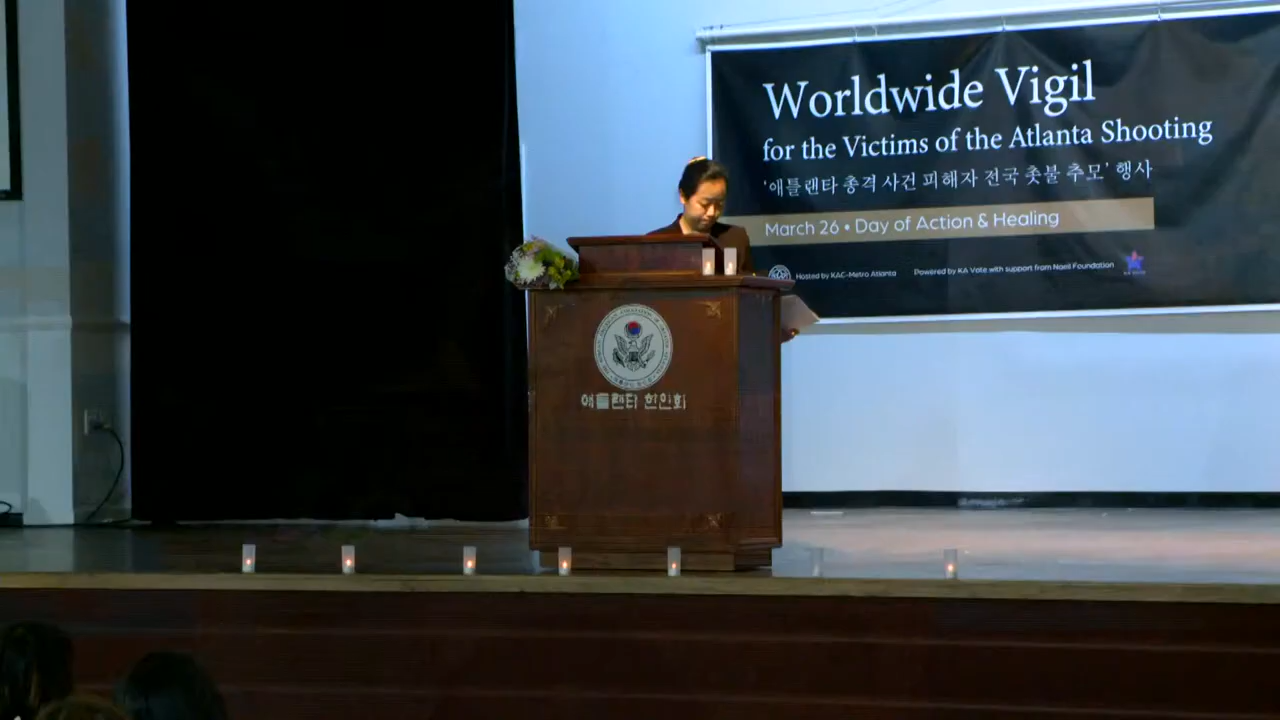 Worldwide Vigil
for the Victims of the Atlanta Shooting
'애틀랜타 총격 사건 피해자 전국 촛불 추모' 행사
March 26 • Day of Action & Healing
Hosted by KAC-Metro Atlanta
Powered by KA Vote with support from Naeil Foundation
애틀랜타 한인회